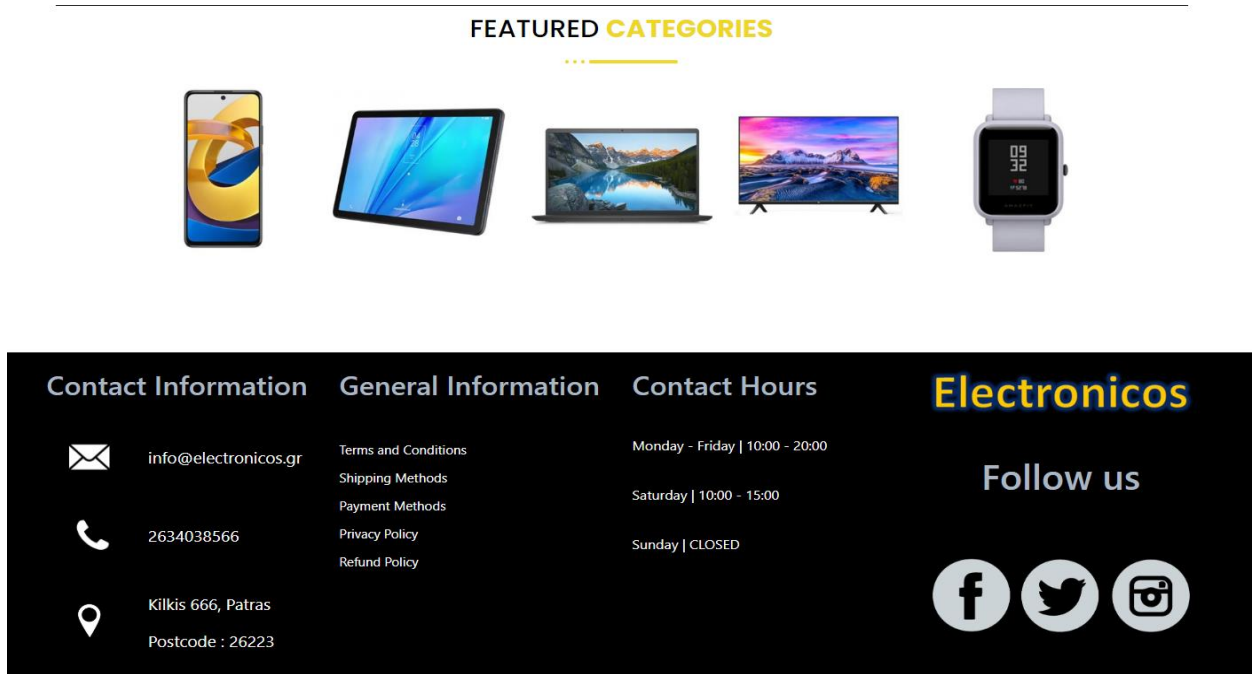 FEATURED CATEGORIES
09
32
Contact Information
info@electronicos.gr
2634038566
Kilkis 666, Patras
Postcode : 26223
General Information
Terms and Conditions
Shipping Methods
Payment Methods
Privacy Policy
Refund Policy
Contact Hours
Monday - Friday | 10:00 - 20:00
Saturday | 10:00 - 15:00
Sunday | CLOSED
Electronicos
Follow us